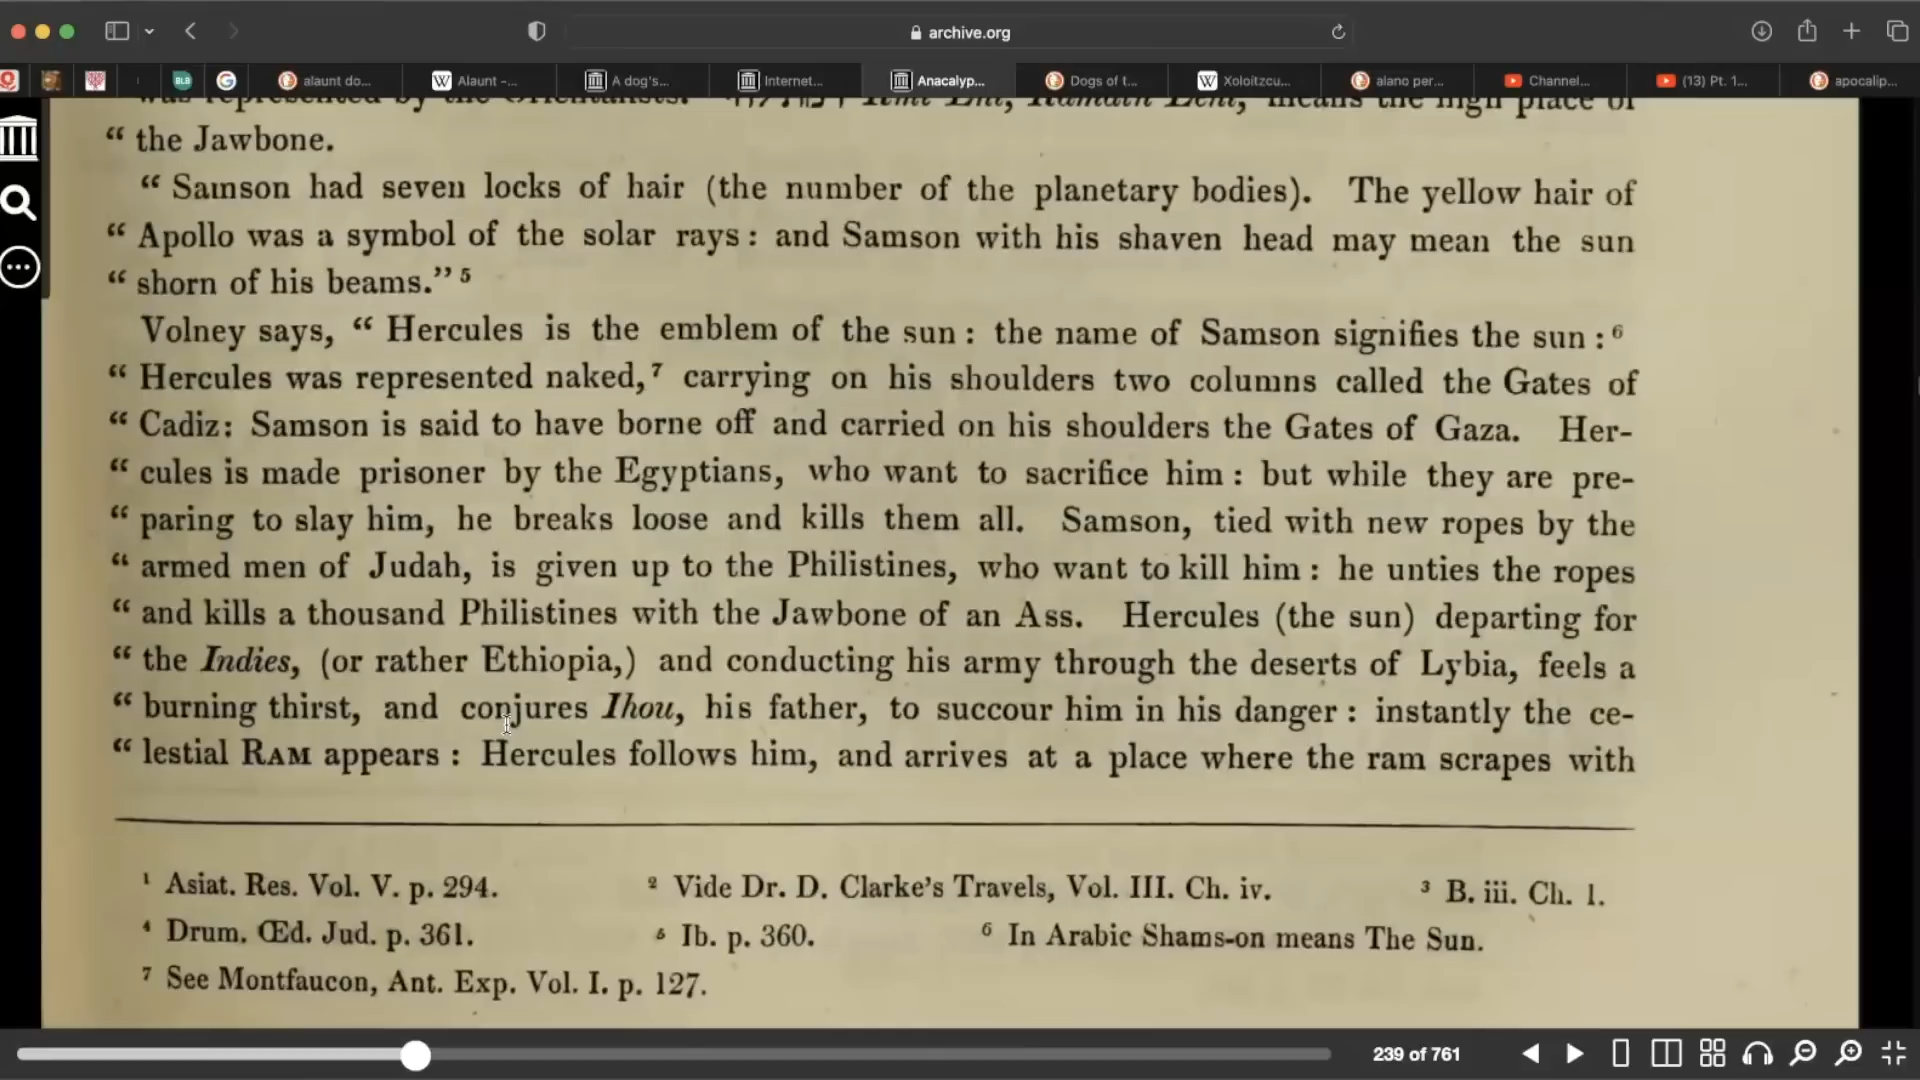 archive.org
BLB G alaunt do... W Alaunt -... A dog's... Internet... Anacalyp... Dogs of t... W Xoloitzcu... alano per... Channel... (13) Pt. 1... apocalip...
was represented by the Orientalists. means the high place of
“ the Jawbone.
“ Samson had seven locks of hair (the number of the planetary bodies). The yellow hair of
“ Apollo was a symbol of the solar rays : and Samson with his shaven head may mean the sun
“ shorn of his beams.” 5
Volney says, “ Hercules is the emblem of the sun : the name of Samson signifies the sun : 6
“ Hercules was represented naked, 7 carrying on his shoulders two columns called the Gates of
“ Cadiz: Samson is said to have borne off and carried on his shoulders the Gates of Gaza. Her-
“ cules is made prisoner by the Egyptians, who want to sacrifice him : but while they are pre-
“ paring to slay him, he breaks loose and kills them all. Samson, tied with new ropes by the
“ armed men of Judah, is given up to the Philistines, who want to kill him : he unties the ropes
“ and kills a thousand Philistines with the Jawbone of an Ass. Hercules (the sun) departing for
“ the Indies, (or rather Ethiopia,) and conducting his army through the deserts of Lybia, feels a
“ burning thirst, and conjures Ihou, his father, to succour him in his danger : instantly the ce-
“ lestial RAM appears : Hercules follows him, and arrives at a place where the ram scrapes with
1 Asiat. Res. Vol. V. p. 294. 2 Vide Dr. D. Clarke's Travels, Vol. III. Ch. iv. 3 B. iii. Ch. 1.
4 Drum. Œd. Jud. p. 361. 5 Ib. p. 360. 6 In Arabic Shams-on means The Sun.
7 See Montfaucon, Ant. Exp. Vol. I. p. 127.
239 of 761